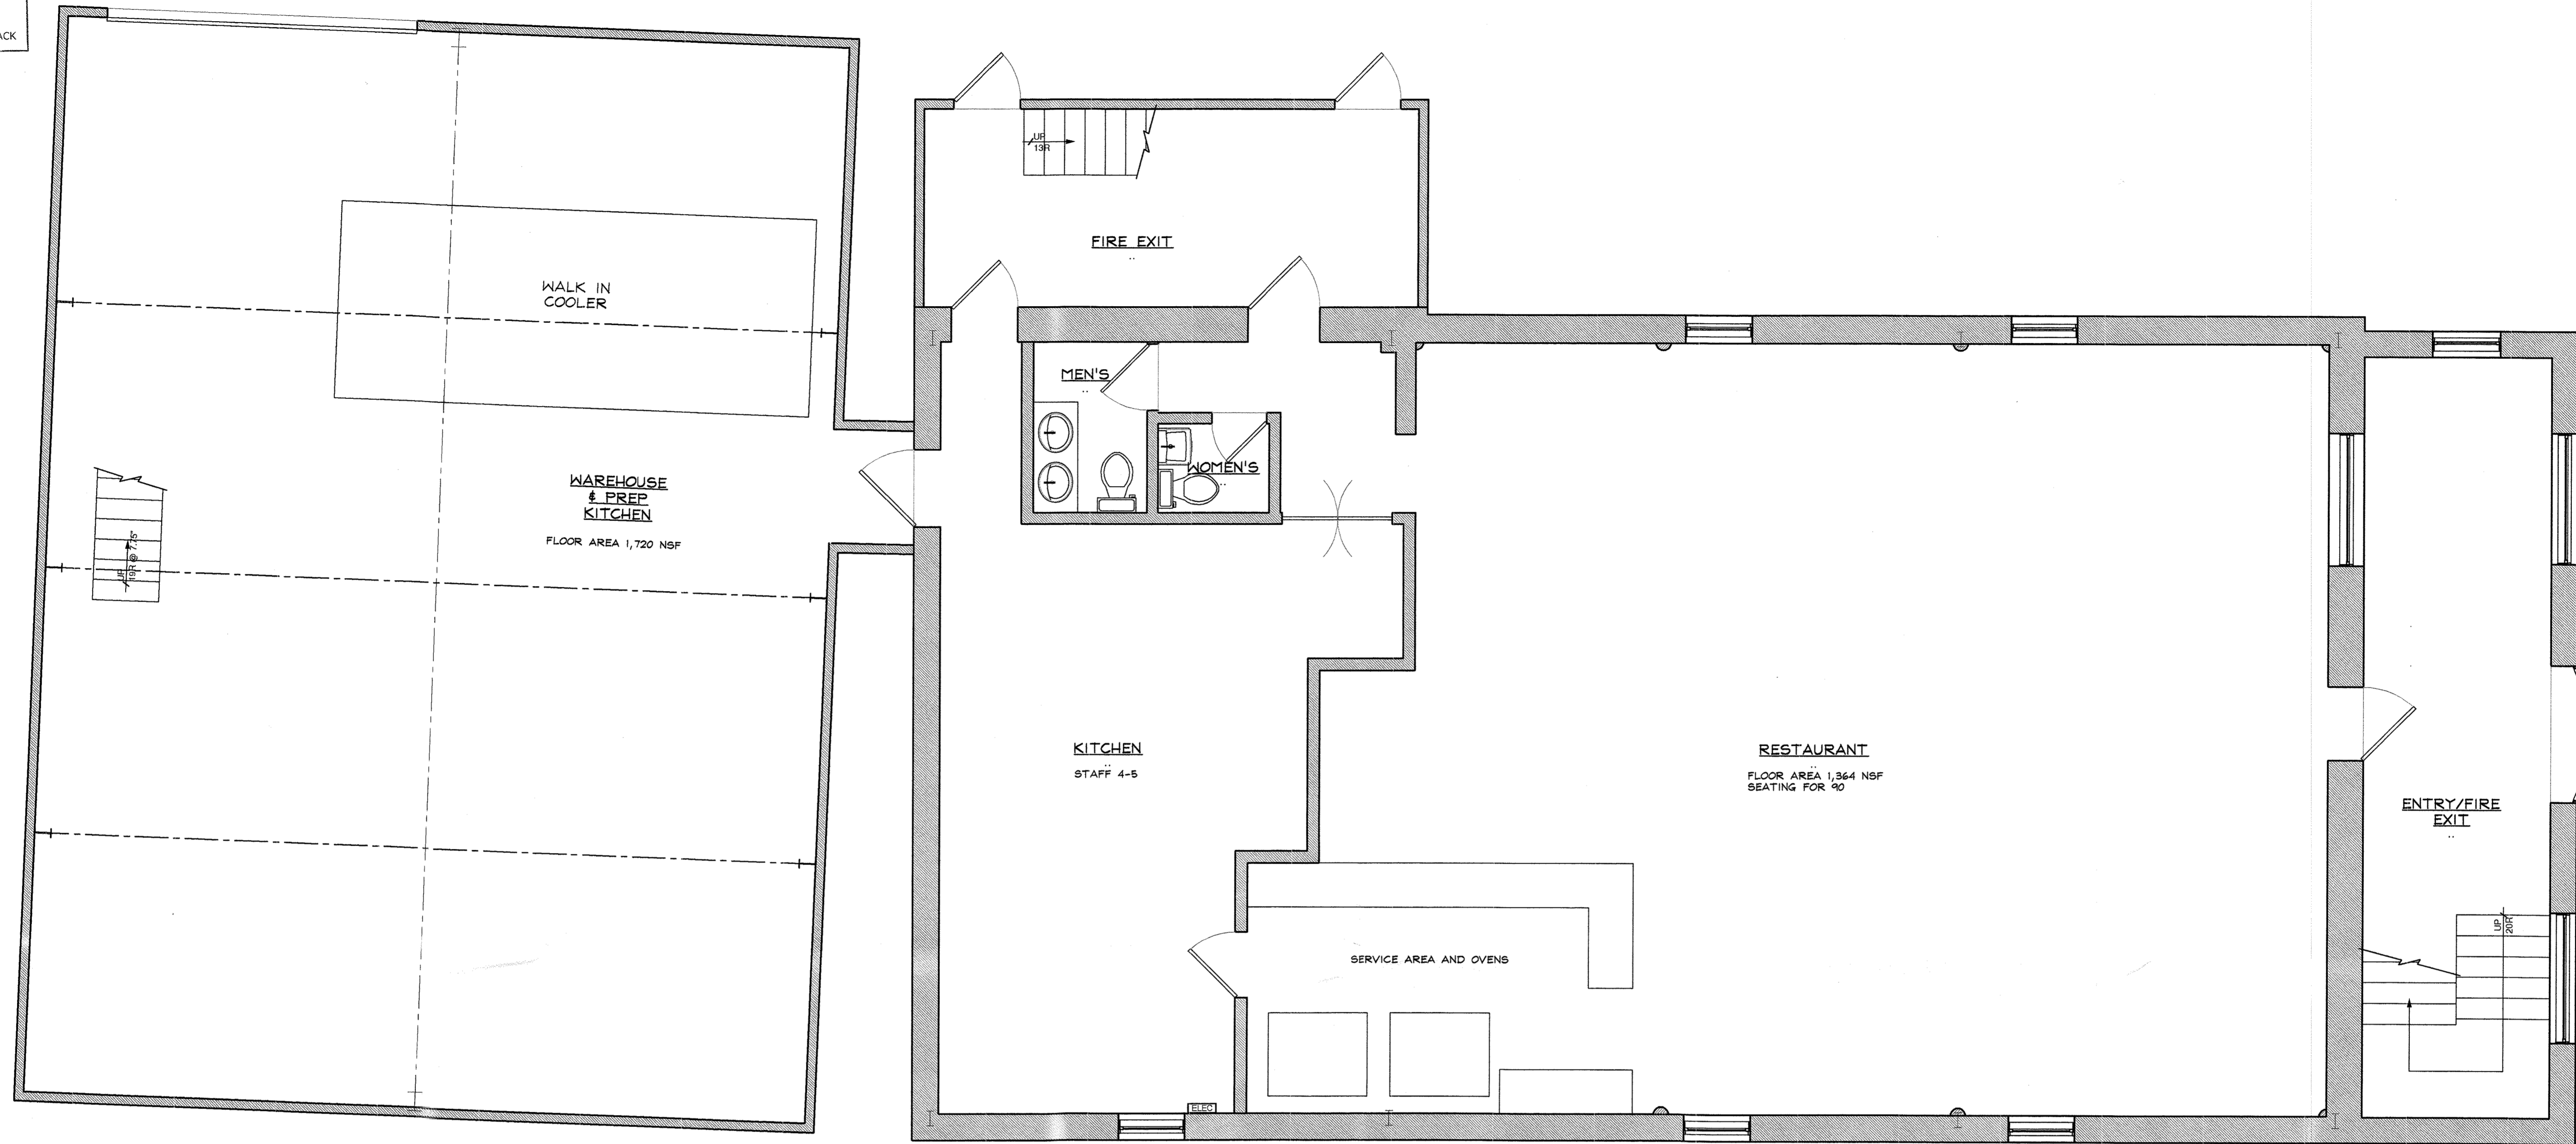 ACK
UP
13R
FIRE EXIT
WALK IN
COOLER
MEN'S
WOMEN'S
WAREHOUSE
& PREP
KITCHEN
FLOOR AREA 1,720 NSF
UP
19R @ 7.75"
KITCHEN
STAFF 4-5
RESTAURANT
FLOOR AREA 1,364 NSF
SEATING FOR 90
ENTRY/FIRE
EXIT
UP
20R
SERVICE AREA AND OVENS
ELEC